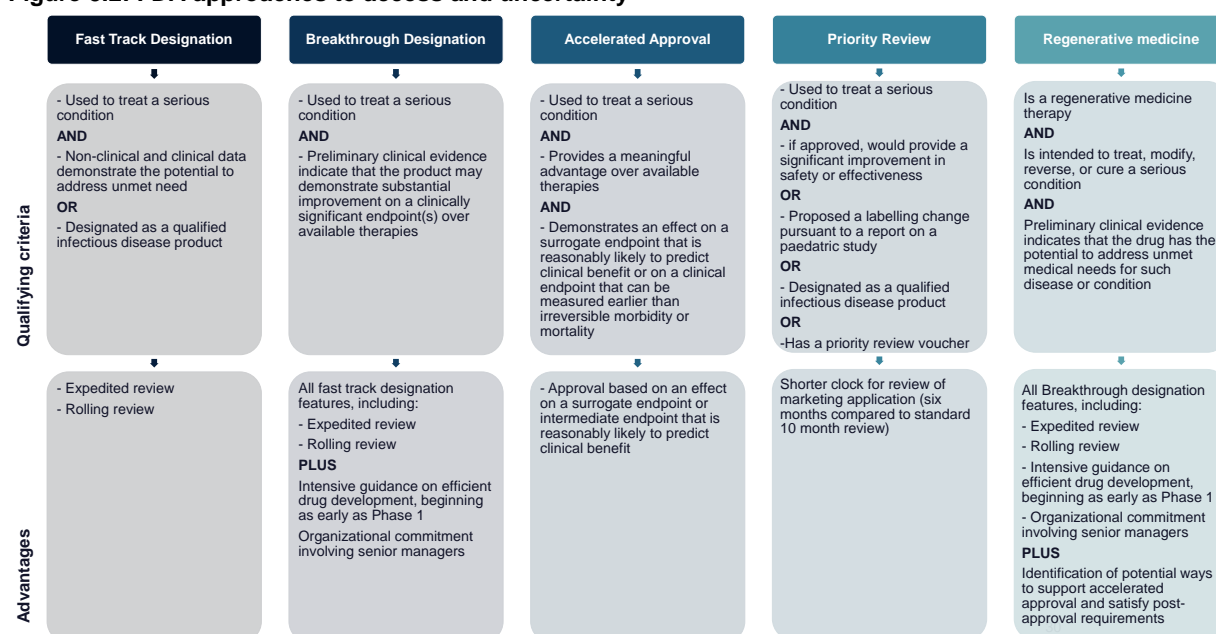 Fast Track Designation
Breakthrough Designation
Accelerated Approval
Priority Review
Regenerative medicine
Qualifying criteria
- Used to treat a serious
condition
AND
- Non-clinical and clinical data
demonstrate the potential to
address unmet need
OR
- Designated as a qualified
infectious disease product
- Used to treat a serious
condition
AND
- Preliminary clinical evidence
indicate that the product may
demonstrate substantial
improvement on a clinically
significant endpoint(s) over
available therapies
- Used to treat a serious
condition
AND
- Provides a meaningful
advantage over available
therapies
AND
- Demonstrates an effect on a
surrogate endpoint that is
reasonably likely to predict
clinical benefit or on a clinical
endpoint that can be
measured earlier than
irreversible morbidity or
mortality
- Used to treat a serious
condition
AND
- if approved, would provide a
significant improvement in
safety or effectiveness
OR
- Proposed a labelling change
pursuant to a report on a
paedatric study
OR
- Designated as a qualified
infectious disease product
OR
-Has a priority review voucher
Is a regenerative medicine
therapy
AND
Is intended to treat, modify,
reverse, or cure a serious
condition
AND
Preliminary clinical evidence
indicates that the drug has the
potential to address unmet
medical needs for such
disease or condition
Advantages
- Expedited review
- Rolling review
All fast track designation
features, including:
- Expedited review
- Rolling review
PLUS
Intensive guidance on efficient
drug development, beginning
as early as Phase 1
Organizational commitment
involving senior managers
- Approval based on an effect
on a surrogate endpoint or
intermediate endpoint that is
reasonably likely to predict
clinical benefit
Shorter clock for review of
marketing application (six
months compared to standard
10 month review)
All Breakthrough designation
features, including:
- Expedited review
- Rolling review
- Intensive guidance on
efficient drug development,
beginning as early as Phase 1
- Organizational commitment
involving senior managers
PLUS
Identification of potential ways
to support accelerated
approval and satisfy post-
approval requirements